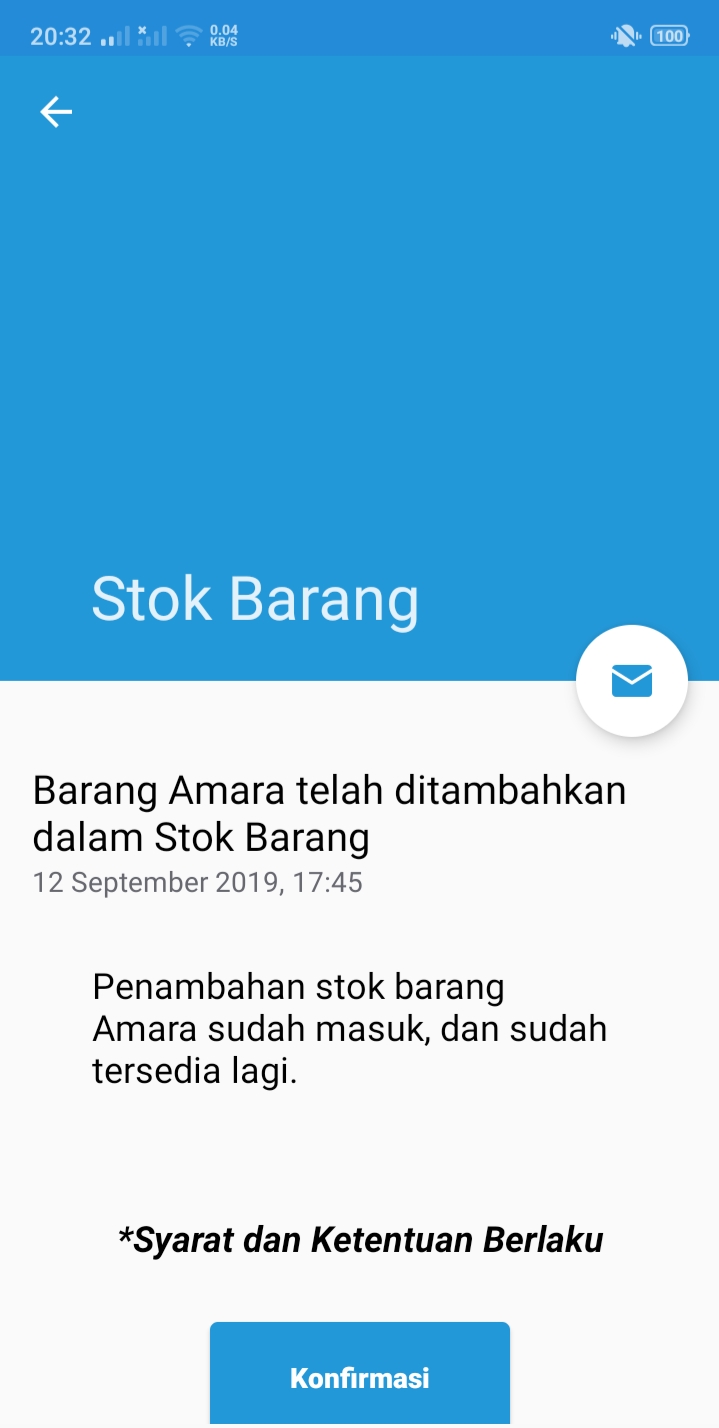 20:32 0.04 KB/S 100
Stok Barang
Barang Amara telah ditambahkan
dalam Stok Barang
12 September 2019, 17:45
Penambahan stok barang
Amara sudah masuk, dan sudah
tersedia lagi.
*Syarat dan Ketentuan Berlaku
Konfirmasi